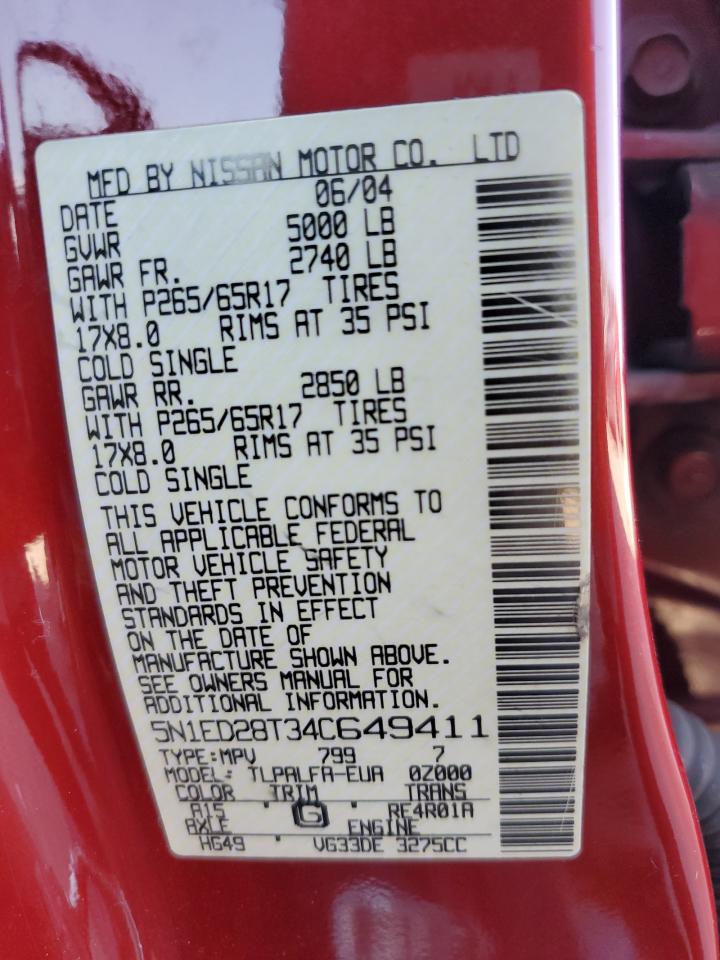 MFD BY NISSAN MOTOR CO. LTD
DATE 06/04
GVWR 5000 LB
GAWR FR. 2740 LB
WITH P265/65R17 TIRES
17X8.0 RIMS AT 35 PSI
COLD SINGLE
GAWR RR. 2850 LB
WITH P265/65R17 TIRES
17X8.0 RIMS AT 35 PSI
COLD SINGLE
THIS VEHICLE CONFORMS TO
ALL APPLICABLE FEDERAL
MOTOR VEHICLE SAFETY
AND THEFT PREVENTION
STANDARDS IN EFFECT
ON THE DATE OF
MANUFACTURE SHOWN ABOVE.
SEE OWNERS MANUAL FOR
ADDITIONAL INFORMATION.
5N1ED28T34C649411
TYPE:MPV 799 7
MODEL: TLPALFA-EUA 0Z000
COLOR TRIM TRANS
A15 G RE4R01A
AXLE ENGINE
HG49 VG33DE 3275CC